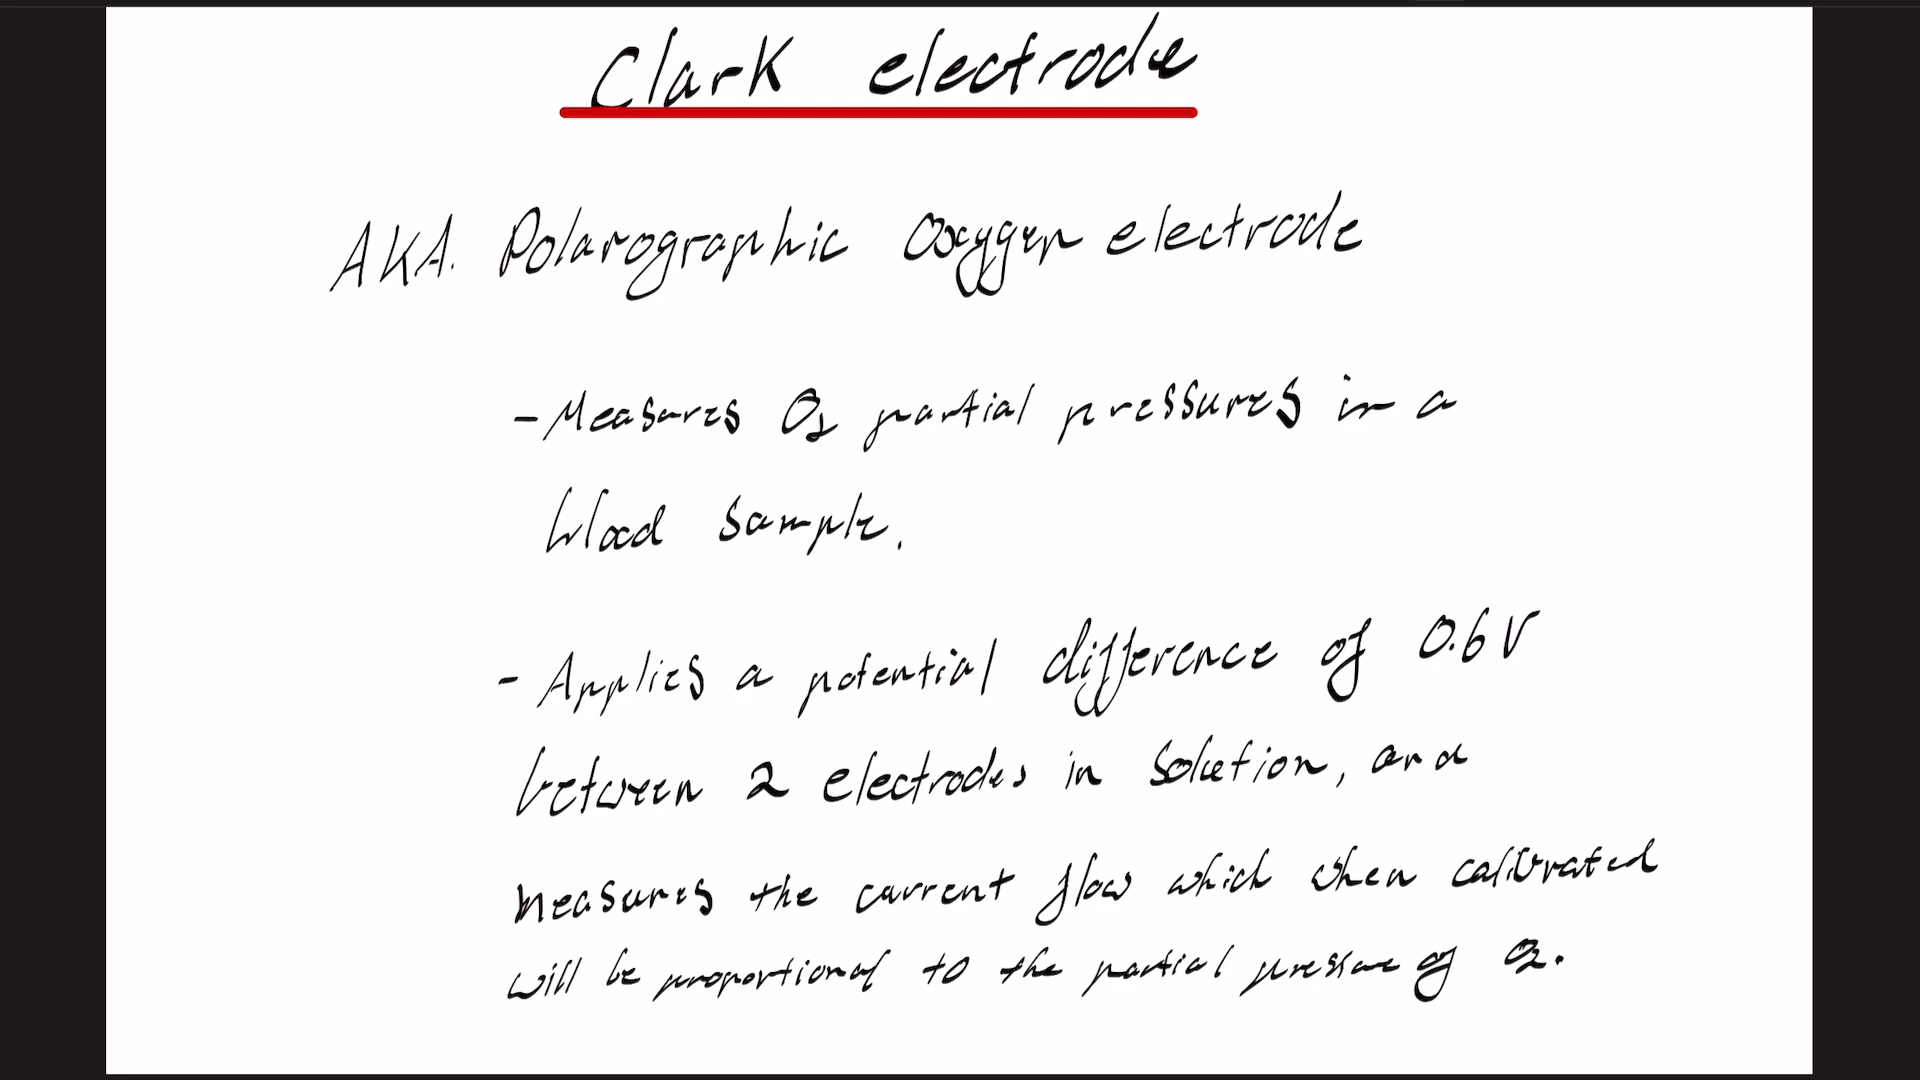 Clark electrode
AKA. Polarographic Oxygen electrode
- Measures O2 partial pressures in a
blood sample.
- Applies a potential difference of 0.6V
between 2 electrodes in solution, and
measures the current flow which when calibrated
will be proportional to the partial pressure of O2.